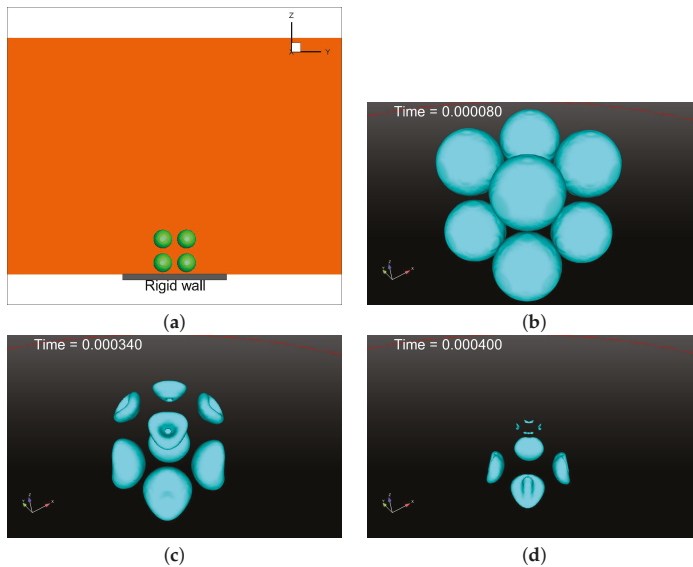 Z
Y
X
Rigid wall
(a)
Time = 0.000080
Y
Z
X
(b)
Time = 0.000340
Y
Z
X
(c)
Time = 0.000400
Y
Z
X
(d)